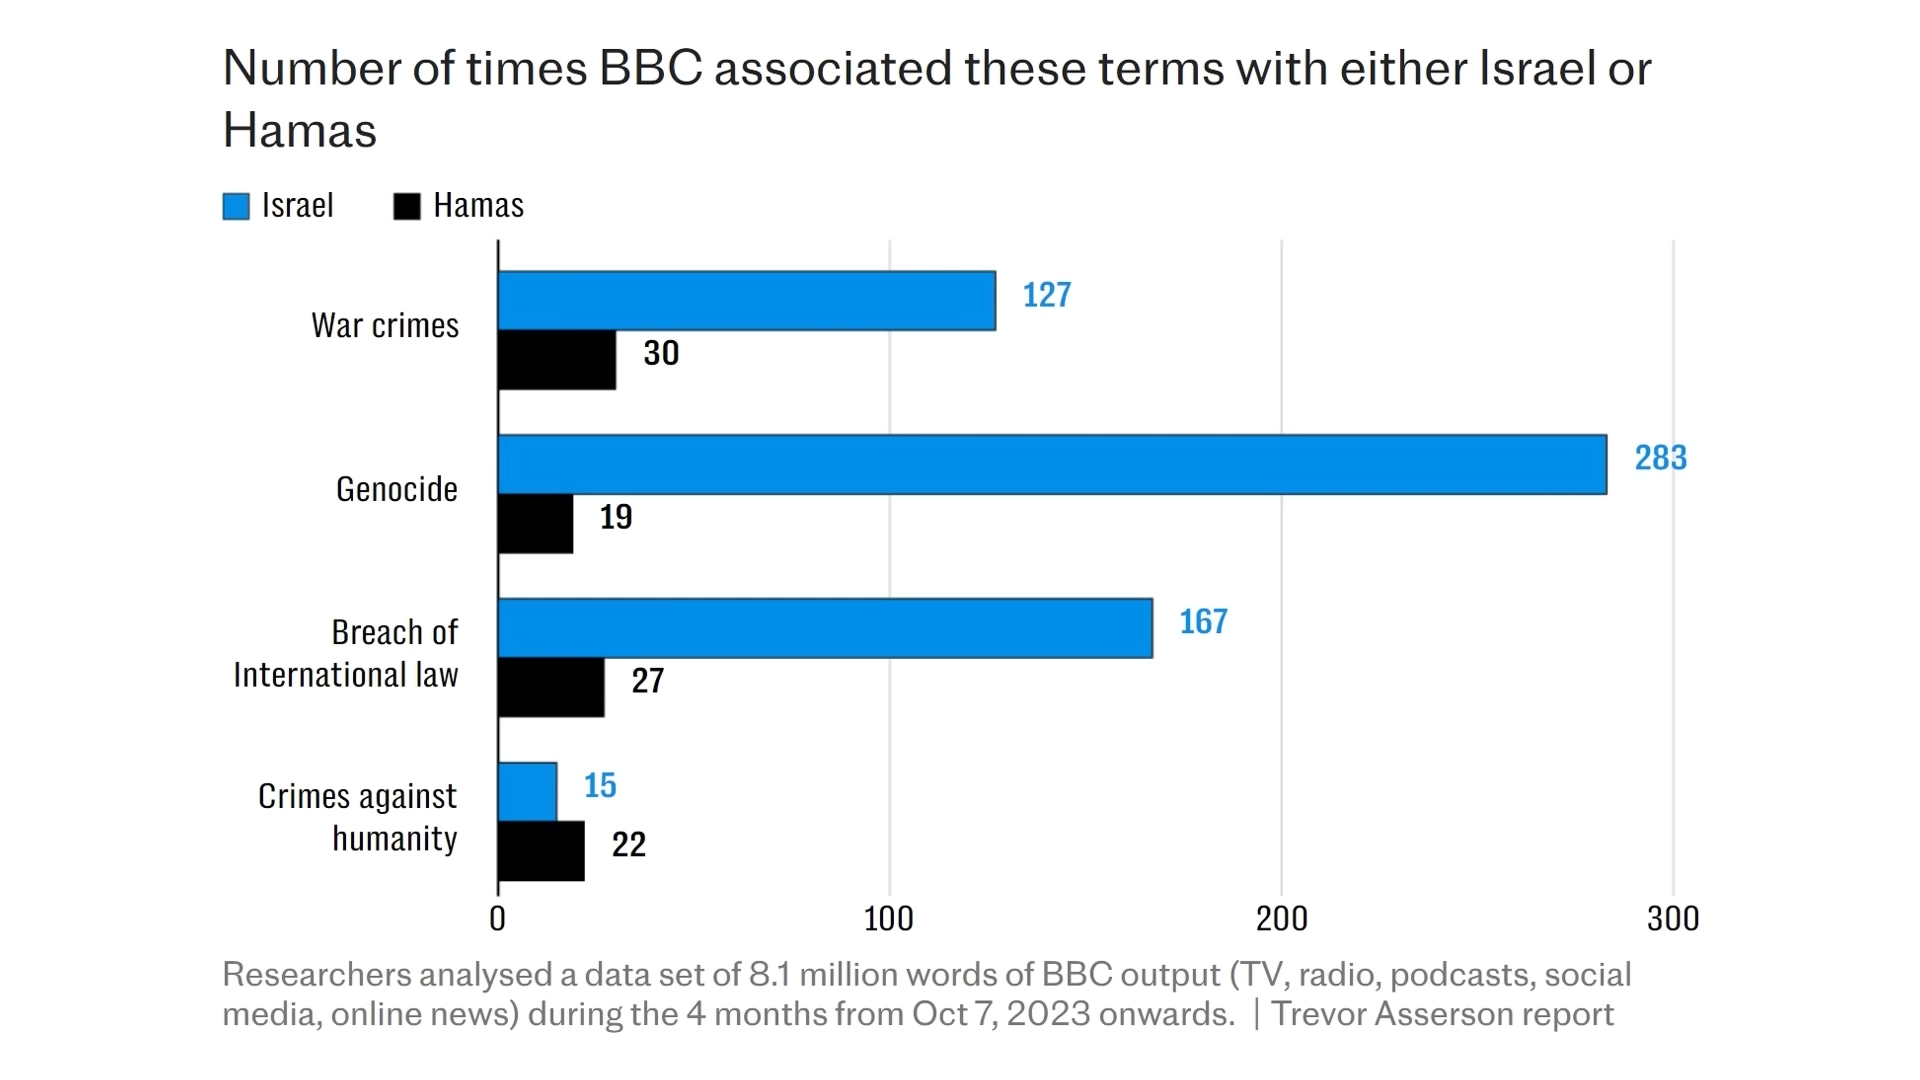 Number of times BBC associated these terms with either Israel or
Hamas
Israel
Hamas
War crimes
127
30
Genocide
283
19
Breach of
International law
167
27
Crimes against
humanity
15
22
0
100
200
300
Researchers analysed a data set of 8.1 million words of BBC output (TV, radio, podcasts, social
media, online news) during the 4 months from Oct 7, 2023 onwards. | Trevor Asserson report